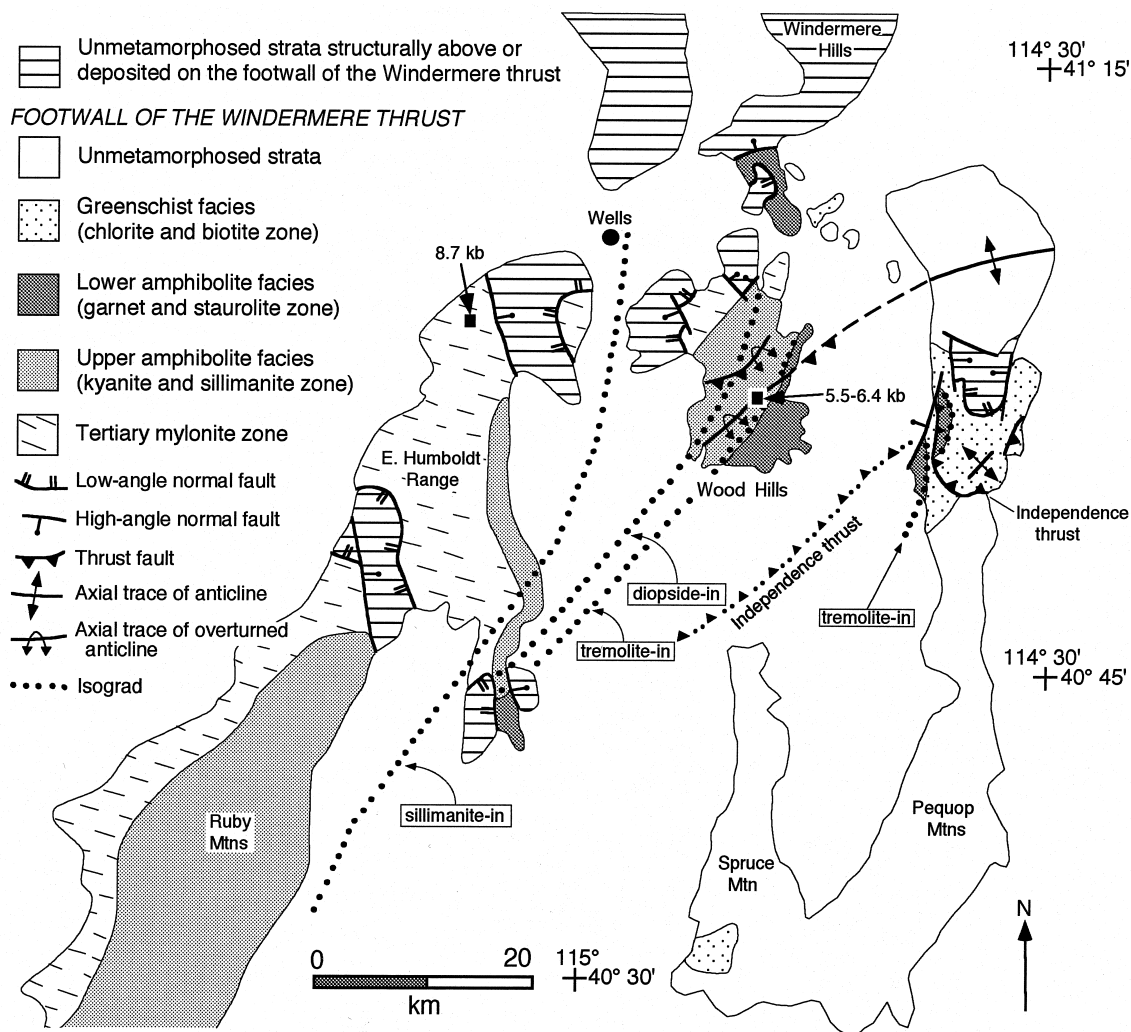 Unmetamorphosed strata structurally above or
deposited on the footwall of the Windermere thrust
FOOTWALL OF THE WINDERMERE THRUST
Unmetamorphosed strata
Greenschist facies
(chlorite and biotite zone)
Lower amphibolite facies
(garnet and staurolite zone)
Upper amphibolite facies
(kyanite and sillimanite zone)
Tertiary mylonite zone
Low-angle normal fault
High-angle normal fault
Thrust fault
Axial trace of anticline
Axial trace of overturned
anticline
Isograd
Windermere
Hills
114° 30'
41° 15'
Wells
8.7 kb
5.5-6.4 kb
E. Humboldt
Range
Wood Hills
Independence
thrust
diopside-in
Independence thrust
tremolite-in
tremolite-in
114° 30'
40° 45'
sillimanite-in
Ruby
Mtns
Pequop
Mtns
Spruce
Mtn
N
0 20
km
115°
40° 30'